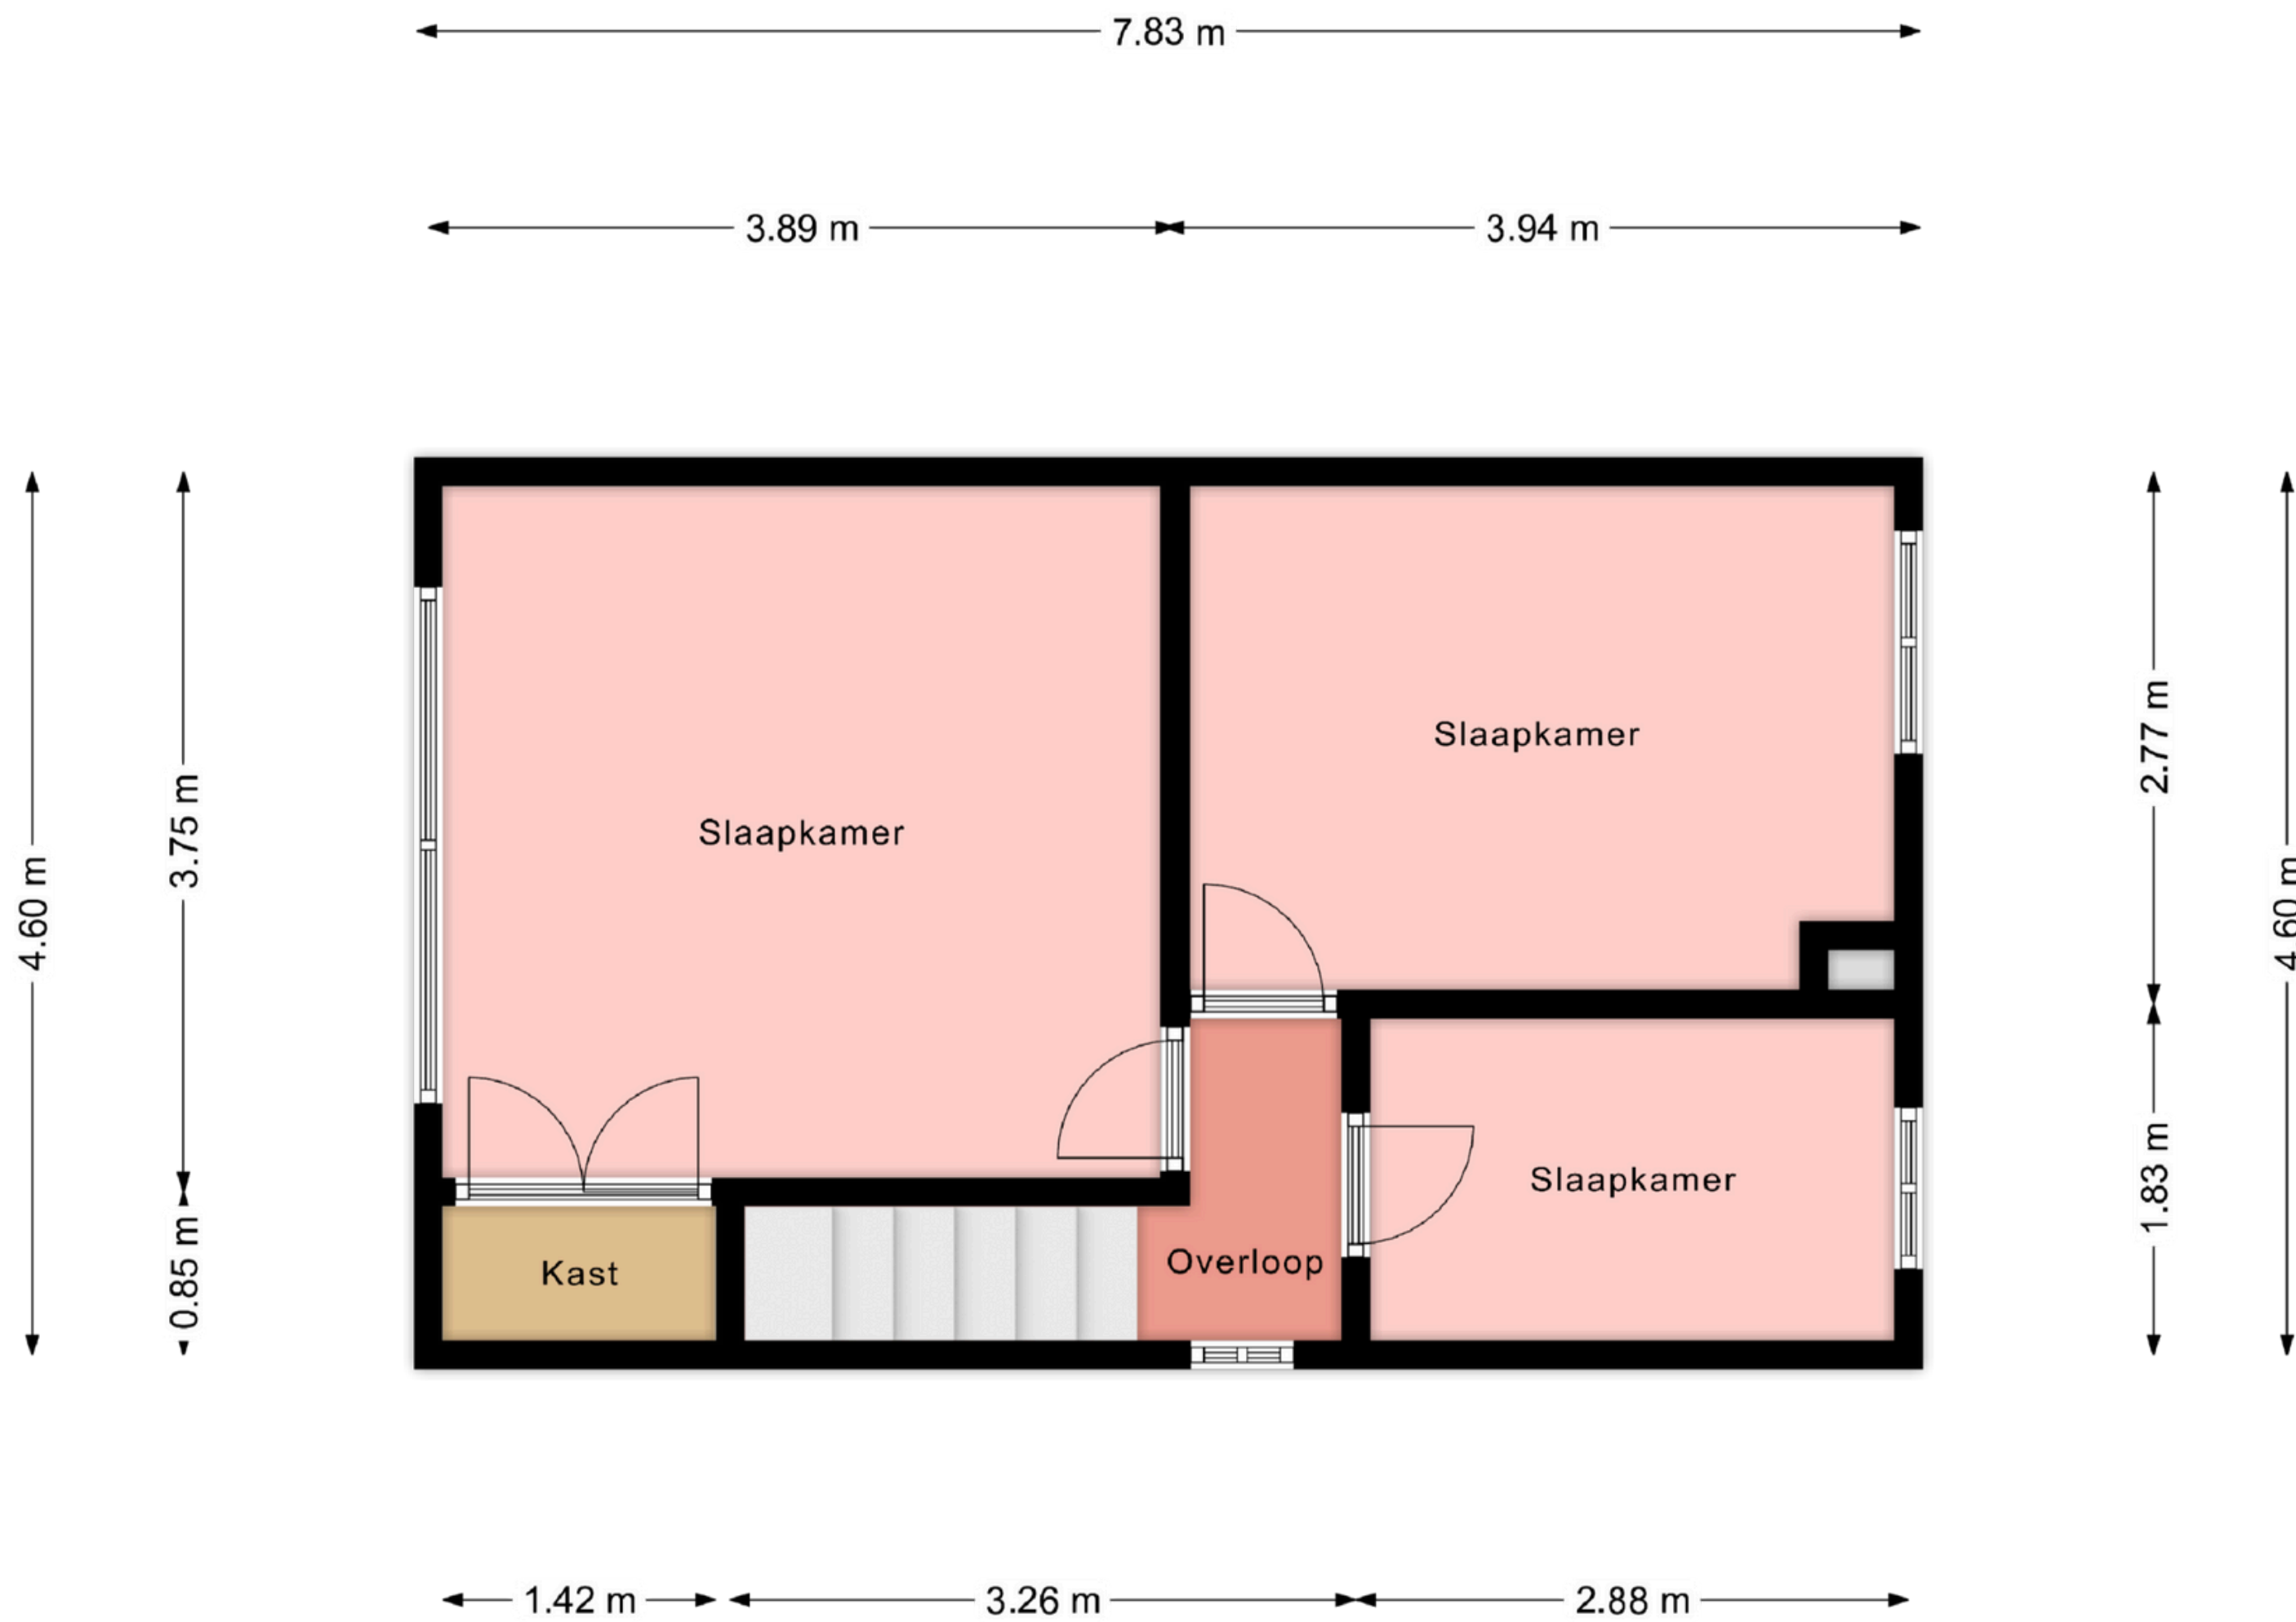 7.83 m
3.89 m
3.94 m
Slaapkamer
Slaapkamer
2.77 m
3.75 m
4.60 m
4.60 m
Slaapkamer
1.83 m
0.85 m
Overloop
Kast
1.42 m
3.26 m
2.88 m